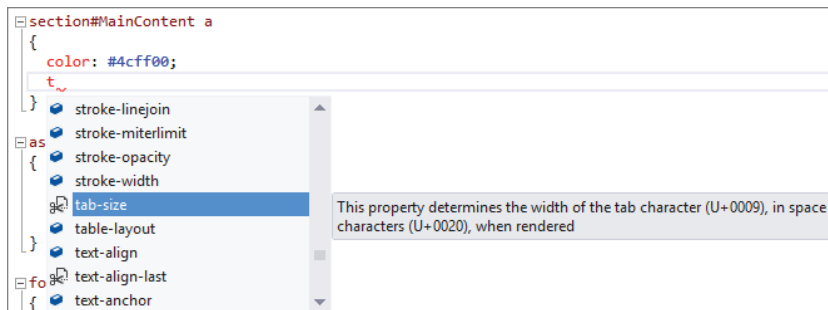 section#MainContent a
{
color: #4cff00;
t
}
stroke-linejoin
stroke-miterlimit
as
stroke-opacity
{
stroke-width
tab-size
This property determines the width of the tab character (U+0009), in space
characters (U+0020), when rendered
table-layout
}
text-align
text-align-last
fo
{
text-anchor